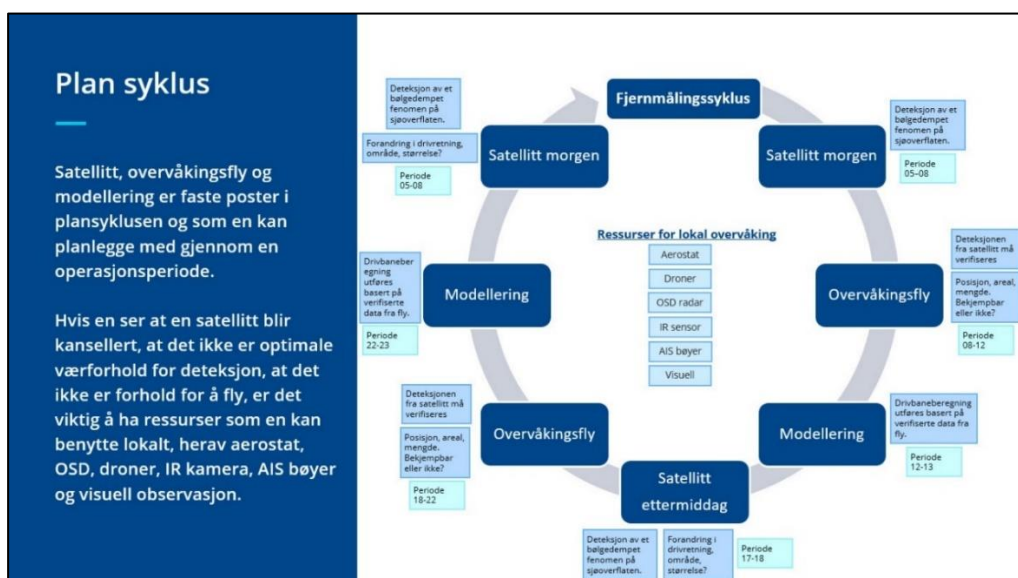 Plan syklus
Satellitt, overvåkingsfly og
modellering er faste poster i
plansyklusen og som en kan
planlegge med gjennom en
operasjonsperiode.
Hvis en ser at en satellitt blir
kansellert, at det ikke er optimale
værforhold for deteksjon, at det
ikke er forhold for å fly, er det
viktig å ha ressurser som en kan
benytte lokalt, herav aerostat,
OSD, droner, IR kamera, AIS bøyer
og visuell observasjon.
Fjernmålingssyklus
Satellitt morgen
Deteksjon av et
bølgedempet
fenomen på
sjøoverflaten.
Periode
05–08
Overvåkingsfly
Deteksjonen
fra satellitt må
verifiseres
Posisjon, areal,
mengde.
Bekjempbar
eller ikke?
Periode
08-12
Modellering
Drivbaneberegning
utføres basert på
verifiserte data fra
fly.
Periode
12-13
Satellitt
ettermiddag
Deteksjon av et
bølgedempet
fenomen på
sjøoverflaten.
Forandring i
drivretning,
område,
størrelse?
Periode
17-18
Overvåkingsfly
Deteksjonen
fra satellitt må
verifiseres
Posisjon, areal,
mengde.
Bekjempbar
eller ikke?
Periode
18-22
Modellering
Drivbaneber
egning
utføres
basert på
verifiserte
data fra fly.
Periode
22-23
Satellitt morgen
Deteksjon av et
bølgedempet
fenomen på
sjøoverflaten.
Forandring i drivretning,
område, størrelse?
Periode
05-08
Ressurser for lokal overvåking
Aerostat
Droner
OSD radar
IR sensor
AIS bøyer
Visuell